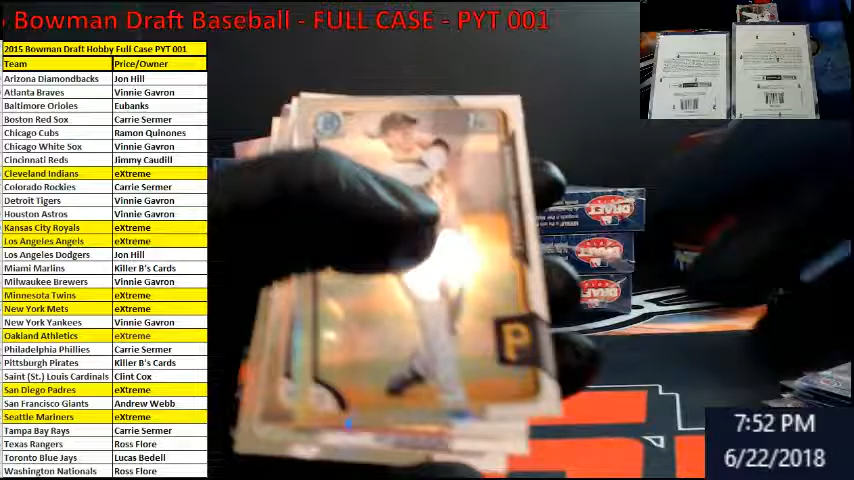 Bowman Draft Baseball - FULL CASE - PYT 001
2015 Bowman Draft Hobby Full Case PYT 001
Team Price/Owner
Arizona Diamondbacks Jon Hill
Atlanta Braves Vinnie Gavron
Baltimore Orioles Eubanks
Boston Red Sox Carrie Sermer
Chicago Cubs Ramon Quinones
Chicago White Sox Vinnie Gavron
Cincinnati Reds Jimmy Caudill
Cleveland Indians eXtreme
Colorado Rockies Carrie Sermer
Detroit Tigers Vinnie Gavron
Houston Astros Vinnie Gavron
Kansas City Royals eXtreme
Los Angeles Angels eXtreme
Los Angeles Dodgers Jon Hill
Miami Marlins Killer B's Cards
Milwaukee Brewers Vinnie Gavron
Minnesota Twins eXtreme
New York Mets eXtreme
New York Yankees Vinnie Gavron
Oakland Athletics eXtreme
Philadelphia Phillies Carrie Sermer
Pittsburgh Pirates Killer B's Cards
Saint (St.) Louis Cardinals Clint Cox
San Diego Padres eXtreme
San Francisco Giants Andrew Webb
Seattle Mariners eXtreme
Tampa Bay Rays Carrie Sermer
Texas Rangers Ross Flore
Toronto Blue Jays Lucas Bedell
Washington Nationals Ross Flore
P
DRAFT
DRAFT
DRAFT
7:52 PM
6/22/2018